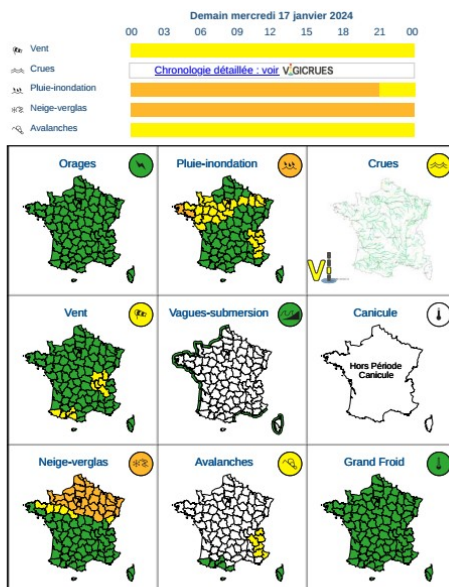 Demain mercredi 17 janvier 2024
00 03 06 09 12 15 18 21 00
Vent
Crues Chronologie détaillée : voir VIGICRUES
Pluie-inondation
Neige-verglas
Avalanches
Orages Pluie-inondation Crues
Vi
Vent Vagues-submersion Canicule
Hors Période
Canicule
Neige-verglas Avalanches Grand Froid